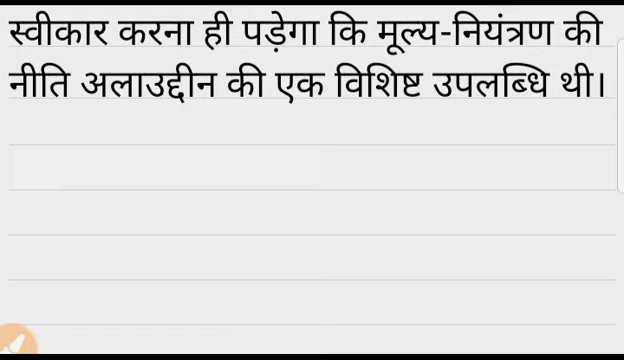 स्वीकार करना ही पड़ेगा कि मूल्य-नियंत्रण की
नीति अलाउद्दीन की एक विशिष्ट उपलब्धि थी।